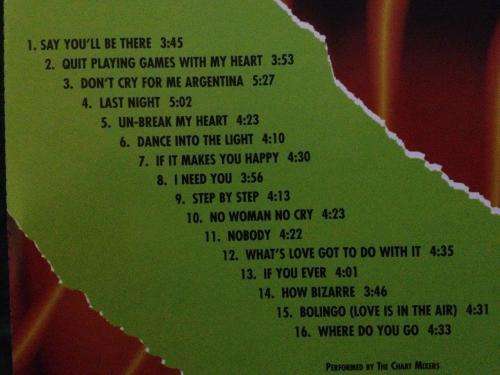 1. SAY YOU'LL BE THERE 3:45
2. QUIT PLAYING GAMES WITH MY HEART 3:53
3. DON'T CRY FOR ME ARGENTINA 5:27
4. LAST NIGHT 5:02
5. UN-BREAK MY HEART 4:23
6. DANCE INTO THE LIGHT 4:10
7. IF IT MAKES YOU HAPPY 4:30
8. I NEED YOU 3:56
9. STEP BY STEP 4:13
10. NO WOMAN NO CRY 4:23
11. NOBODY 4:22
12. WHAT'S LOVE GOT TO DO WITH IT 4:35
13. IF YOU EVER 4:01
14. HOW BIZARRE 3:46
15. BOLINGO (LOVE IS IN THE AIR) 4:31
16. WHERE DO YOU GO 4:33
PERFORMED BY THE CHART MIXERS